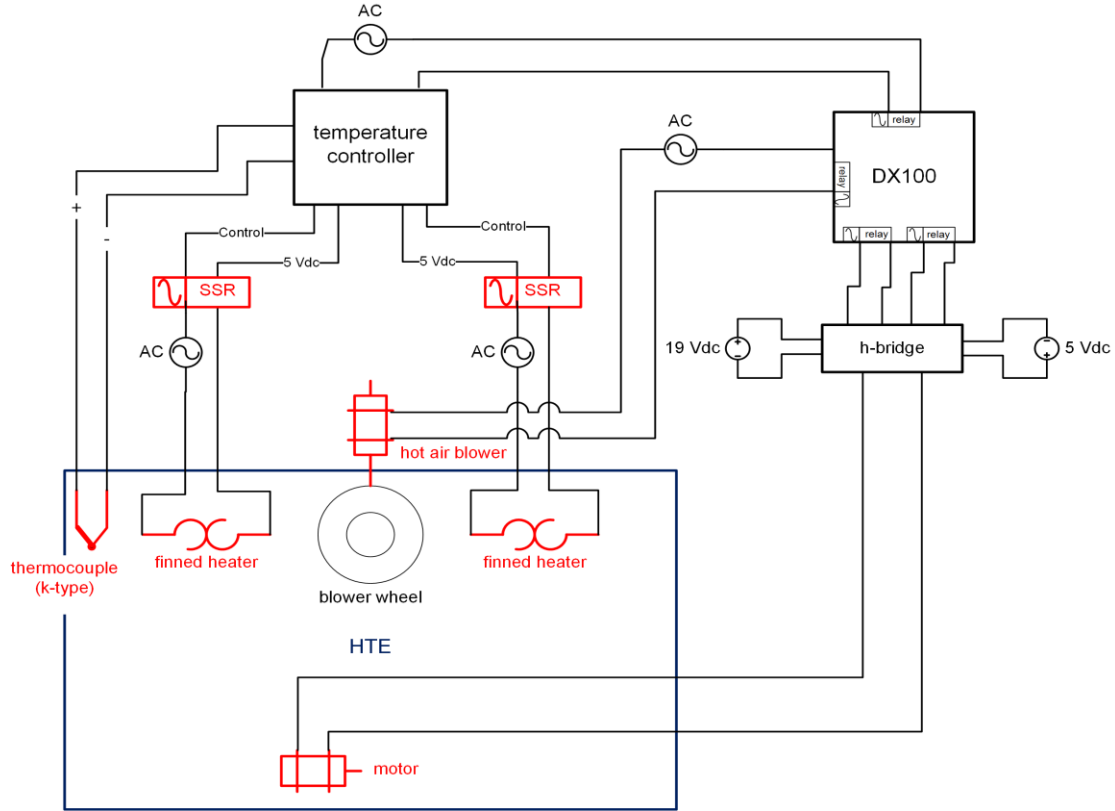 AC
temperature
controller
AC
relay
DX100
relay
relay
relay
+
-
Control
5 Vdc
5 Vdc
Control
SSR
SSR
AC
AC
19 Vdc
+
-
h-bridge
-
+
5 Vdc
hot air blower
thermocouple
(k-type)
finned heater
finned heater
blower wheel
HTE
motor